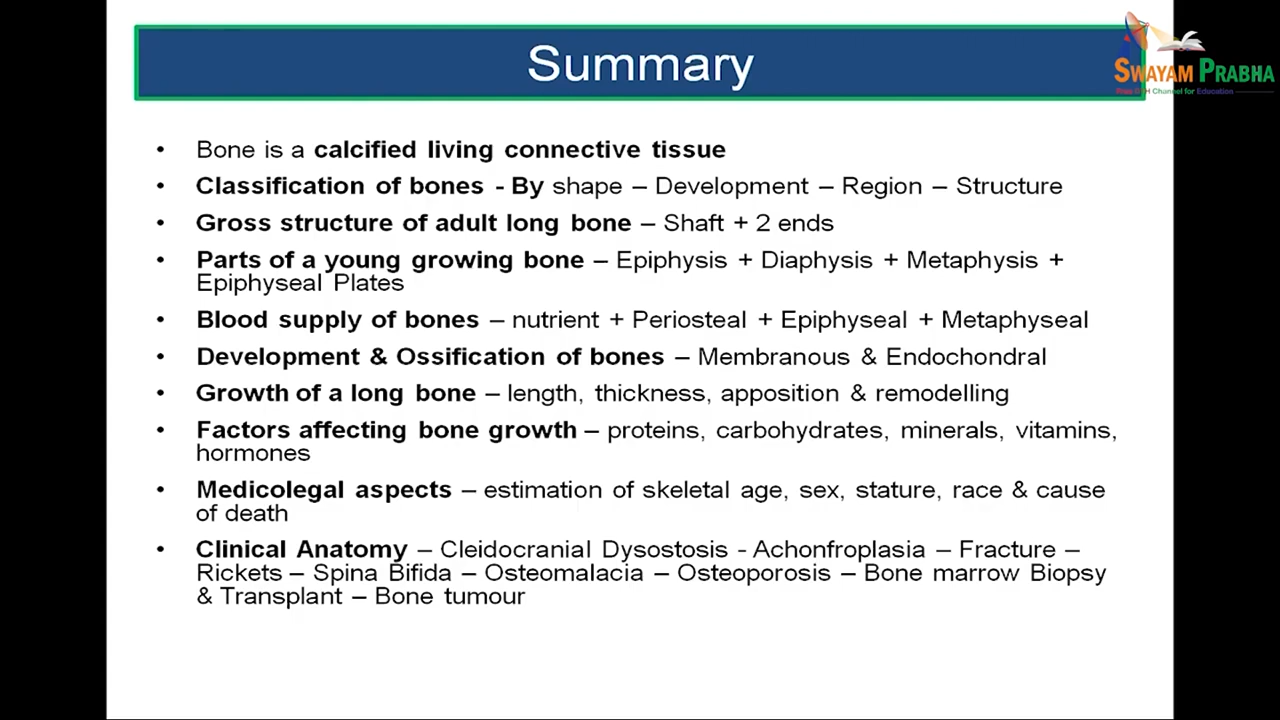 Summary
SWAYAM PRABHA
Free DTH Channel for Education
• Bone is a calcified living connective tissue
• Classification of bones - By shape – Development – Region – Structure
• Gross structure of adult long bone – Shaft + 2 ends
• Parts of a young growing bone – Epiphysis + Diaphysis + Metaphysis +
Epiphyseal Plates
• Blood supply of bones – nutrient + Periosteal + Epiphyseal + Metaphyseal
• Development & Ossification of bones – Membranous & Endochondral
• Growth of a long bone – length, thickness, apposition & remodelling
• Factors affecting bone growth – proteins, carbohydrates, minerals, vitamins,
hormones
• Medicolegal aspects – estimation of skeletal age, sex, stature, race & cause
of death
• Clinical Anatomy – Cleidocranial Dysostosis - Achonfroplasia – Fracture –
Rickets – Spina Bifida – Osteomalacia – Osteoporosis – Bone marrow Biopsy
& Transplant – Bone tumour